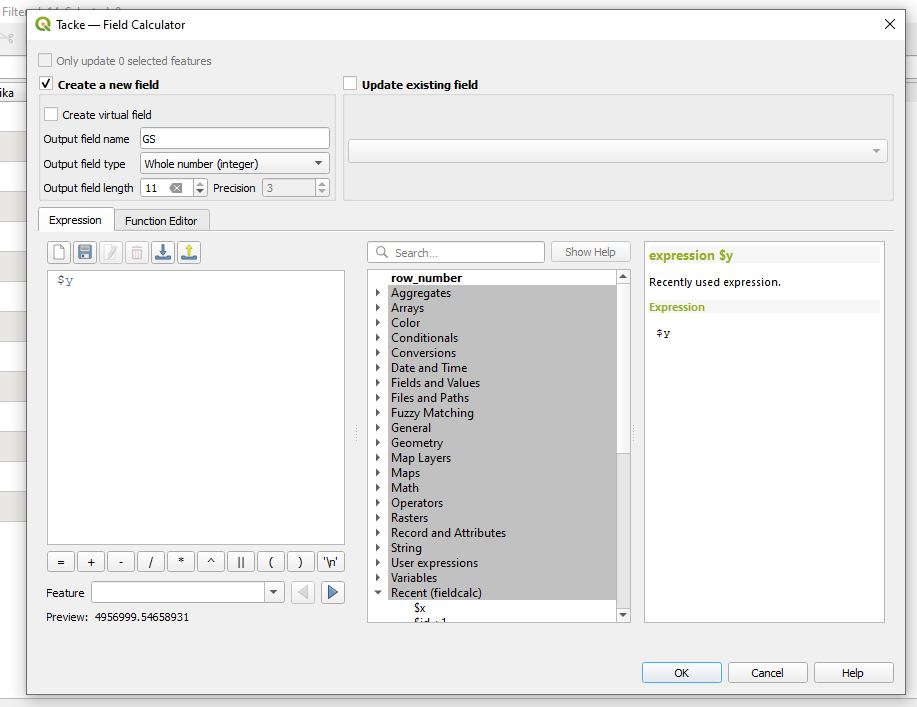 Tacke — Field Calculator
Only update 0 selected features
Create a new field
Update existing field
ika
Create virtual field
Output field name GS
Output field type Whole number (integer)
Output field length 11 Precision 3
Expression Function Editor
Search... Show Help
$y
row_number
Aggregates
Arrays
Color
Conditionals
Conversions
Date and Time
Fields and Values
Files and Paths
Fuzzy Matching
General
Geometry
Map Layers
Maps
Math
Operators
Rasters
Record and Attributes
String
User expressions
Variables
Recent (fieldcalc)
$x
expression $y
Recently used expression.
Expression
$y
= + - / * ^ || ( ) '\n'
Feature
Preview: 4956999.54658931
OK Cancel Help